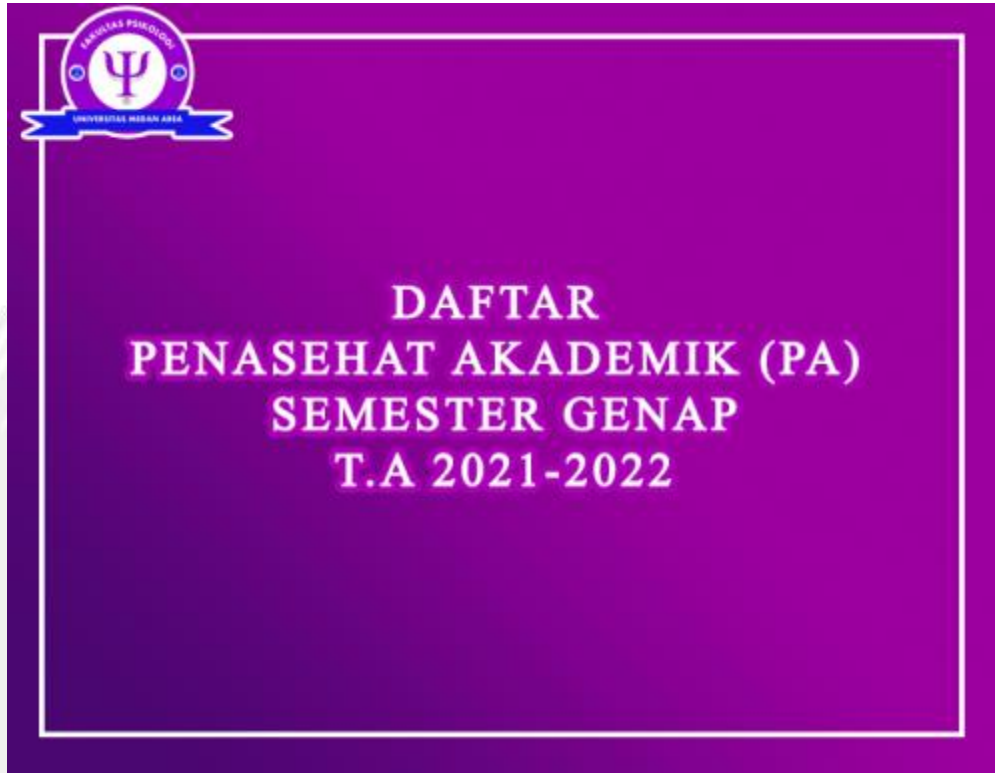 FAKULTAS PSIKOLOGI
Ψ
UNIVERSITAS MEDAN AREA
DAFTAR
PENASEHAT AKADEMIK (PA)
SEMESTER GENAP
T.A 2021-2022